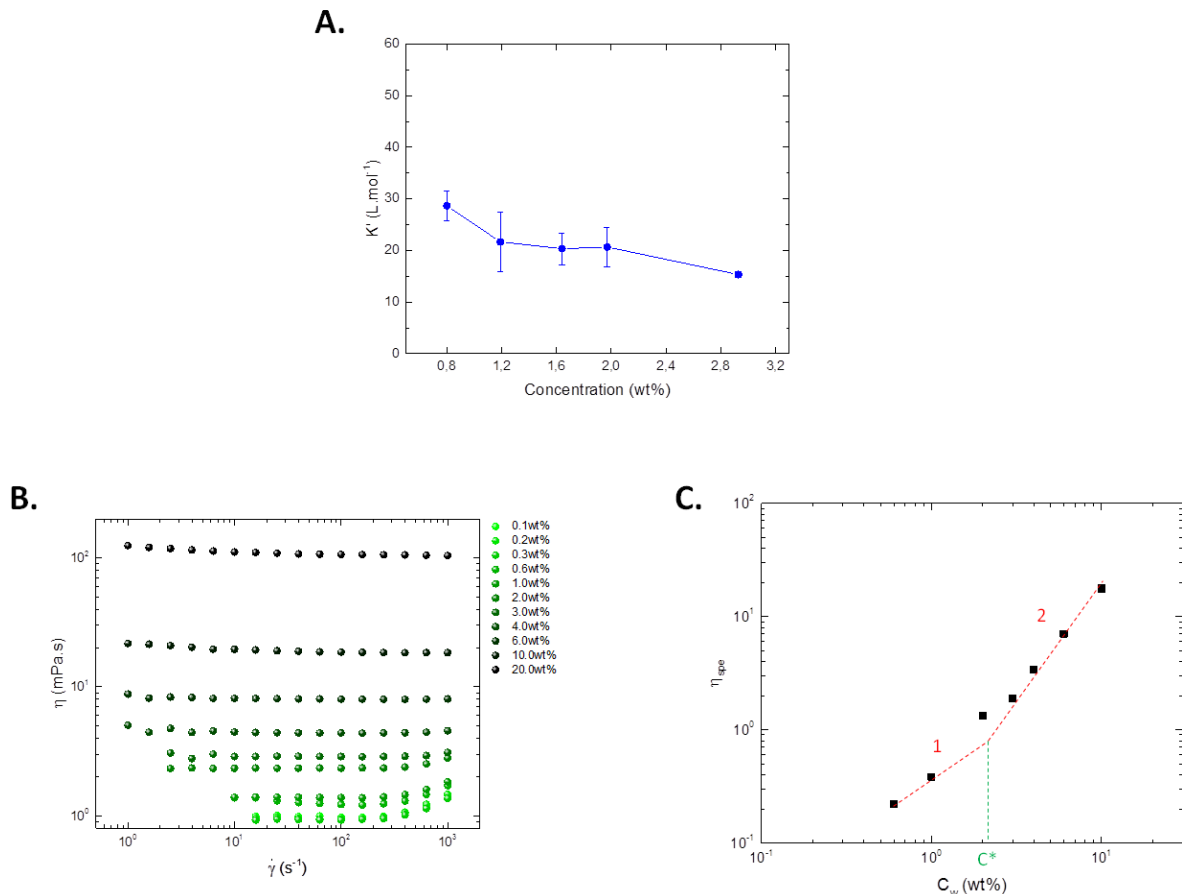 A.
60
50
40
30
20
10
0
K' (L.mol⁻¹)
0,8 1,2 1,6 2,0 2,4 2,8 3,2
Concentration (wt%)
B.
10²
10¹
10⁰
η (mPa.s)
10⁰ 10¹ 10² 10³
γ̇ (s⁻¹)
0.1wt%
0.2wt%
0.3wt%
0.6wt%
1.0wt%
2.0wt%
3.0wt%
4.0wt%
6.0wt%
10.0wt%
20.0wt%
C.
10²
10¹
10⁰
10⁻¹
ηspe
1
2
10⁻¹ 10⁰ 10¹
C*
Cw (wt%)